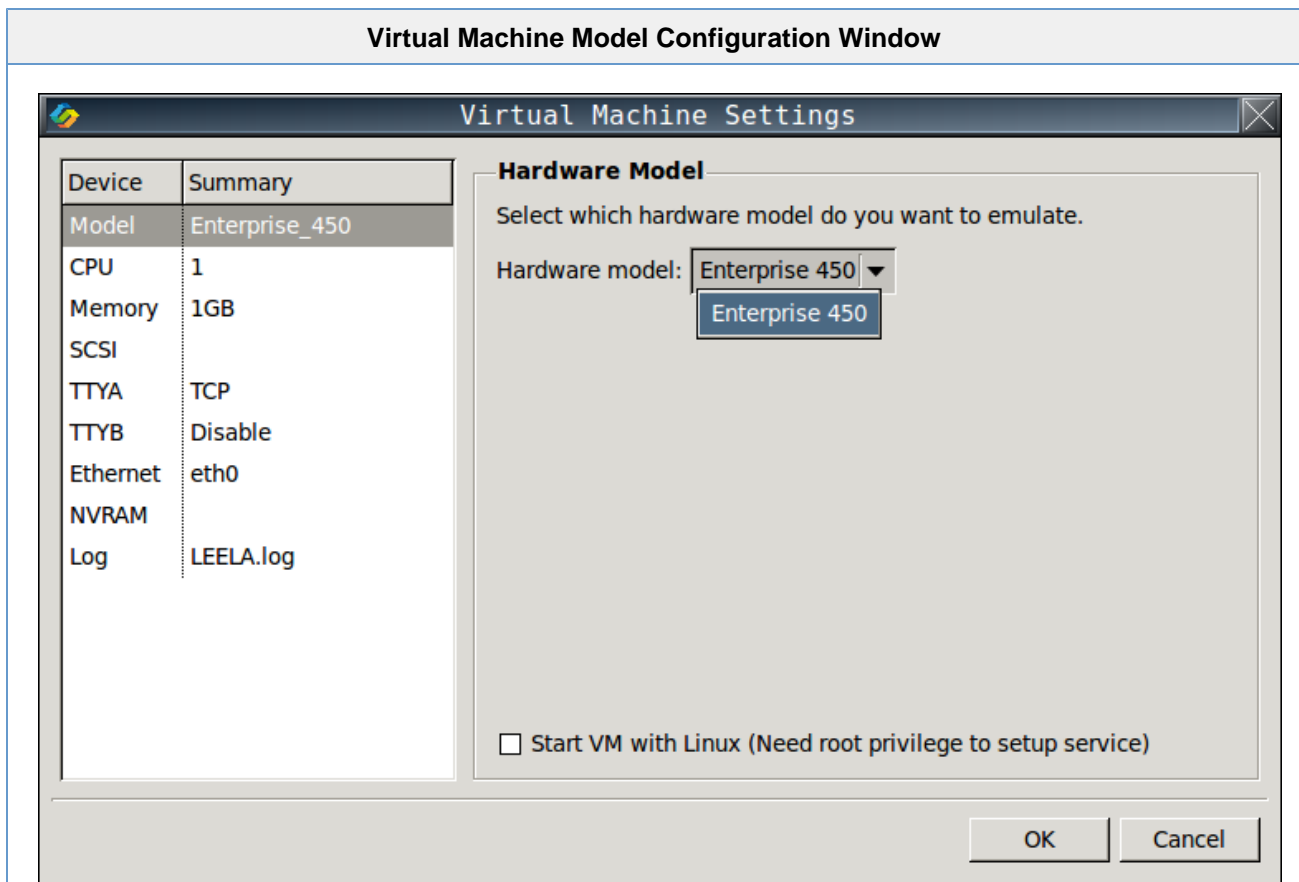 Virtual Machine Model Configuration Window
Virtual Machine Settings
Device Summary
Model Enterprise_450
CPU 1
Memory 1GB
SCSI
TTYA TCP
TTYB Disable
Ethernet eth0
NVRAM
Log LEELA.log
Hardware Model
Select which hardware model do you want to emulate.
Hardware model: Enterprise 450
Enterprise 450
Start VM with Linux (Need root privilege to setup service)
OK Cancel